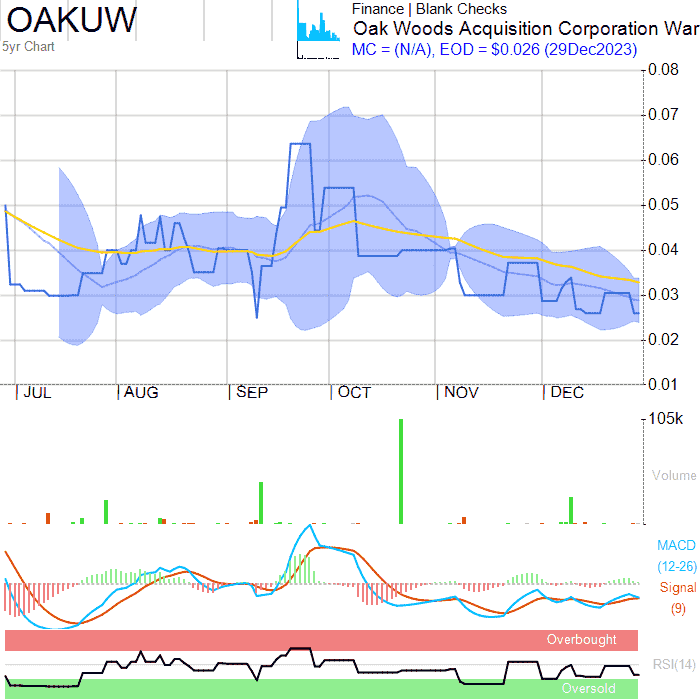 OAKUW
5yr Chart
Finance | Blank Checks
Oak Woods Acquisition Corporation War
MC = (N/A), EOD = $0.026 (29Dec2023)
0.08
0.07
0.06
0.05
0.04
0.03
0.02
0.01
JUL AUG SEP OCT NOV DEC
105k
Volume
MACD
(12-26)
Signal
(9)
Overbought
RSI(14)
Oversold